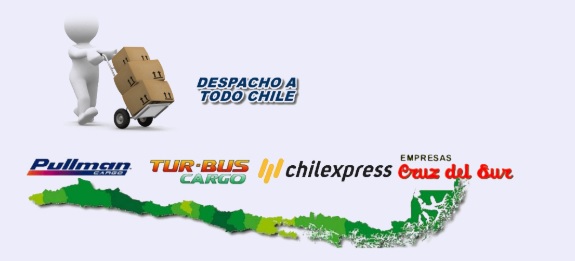 DESPACHO A
TODO CHILE
Pullman
CARGO
TUR-BUS
CARGO
chilexpress
EMPRESAS
Cruz del Sur